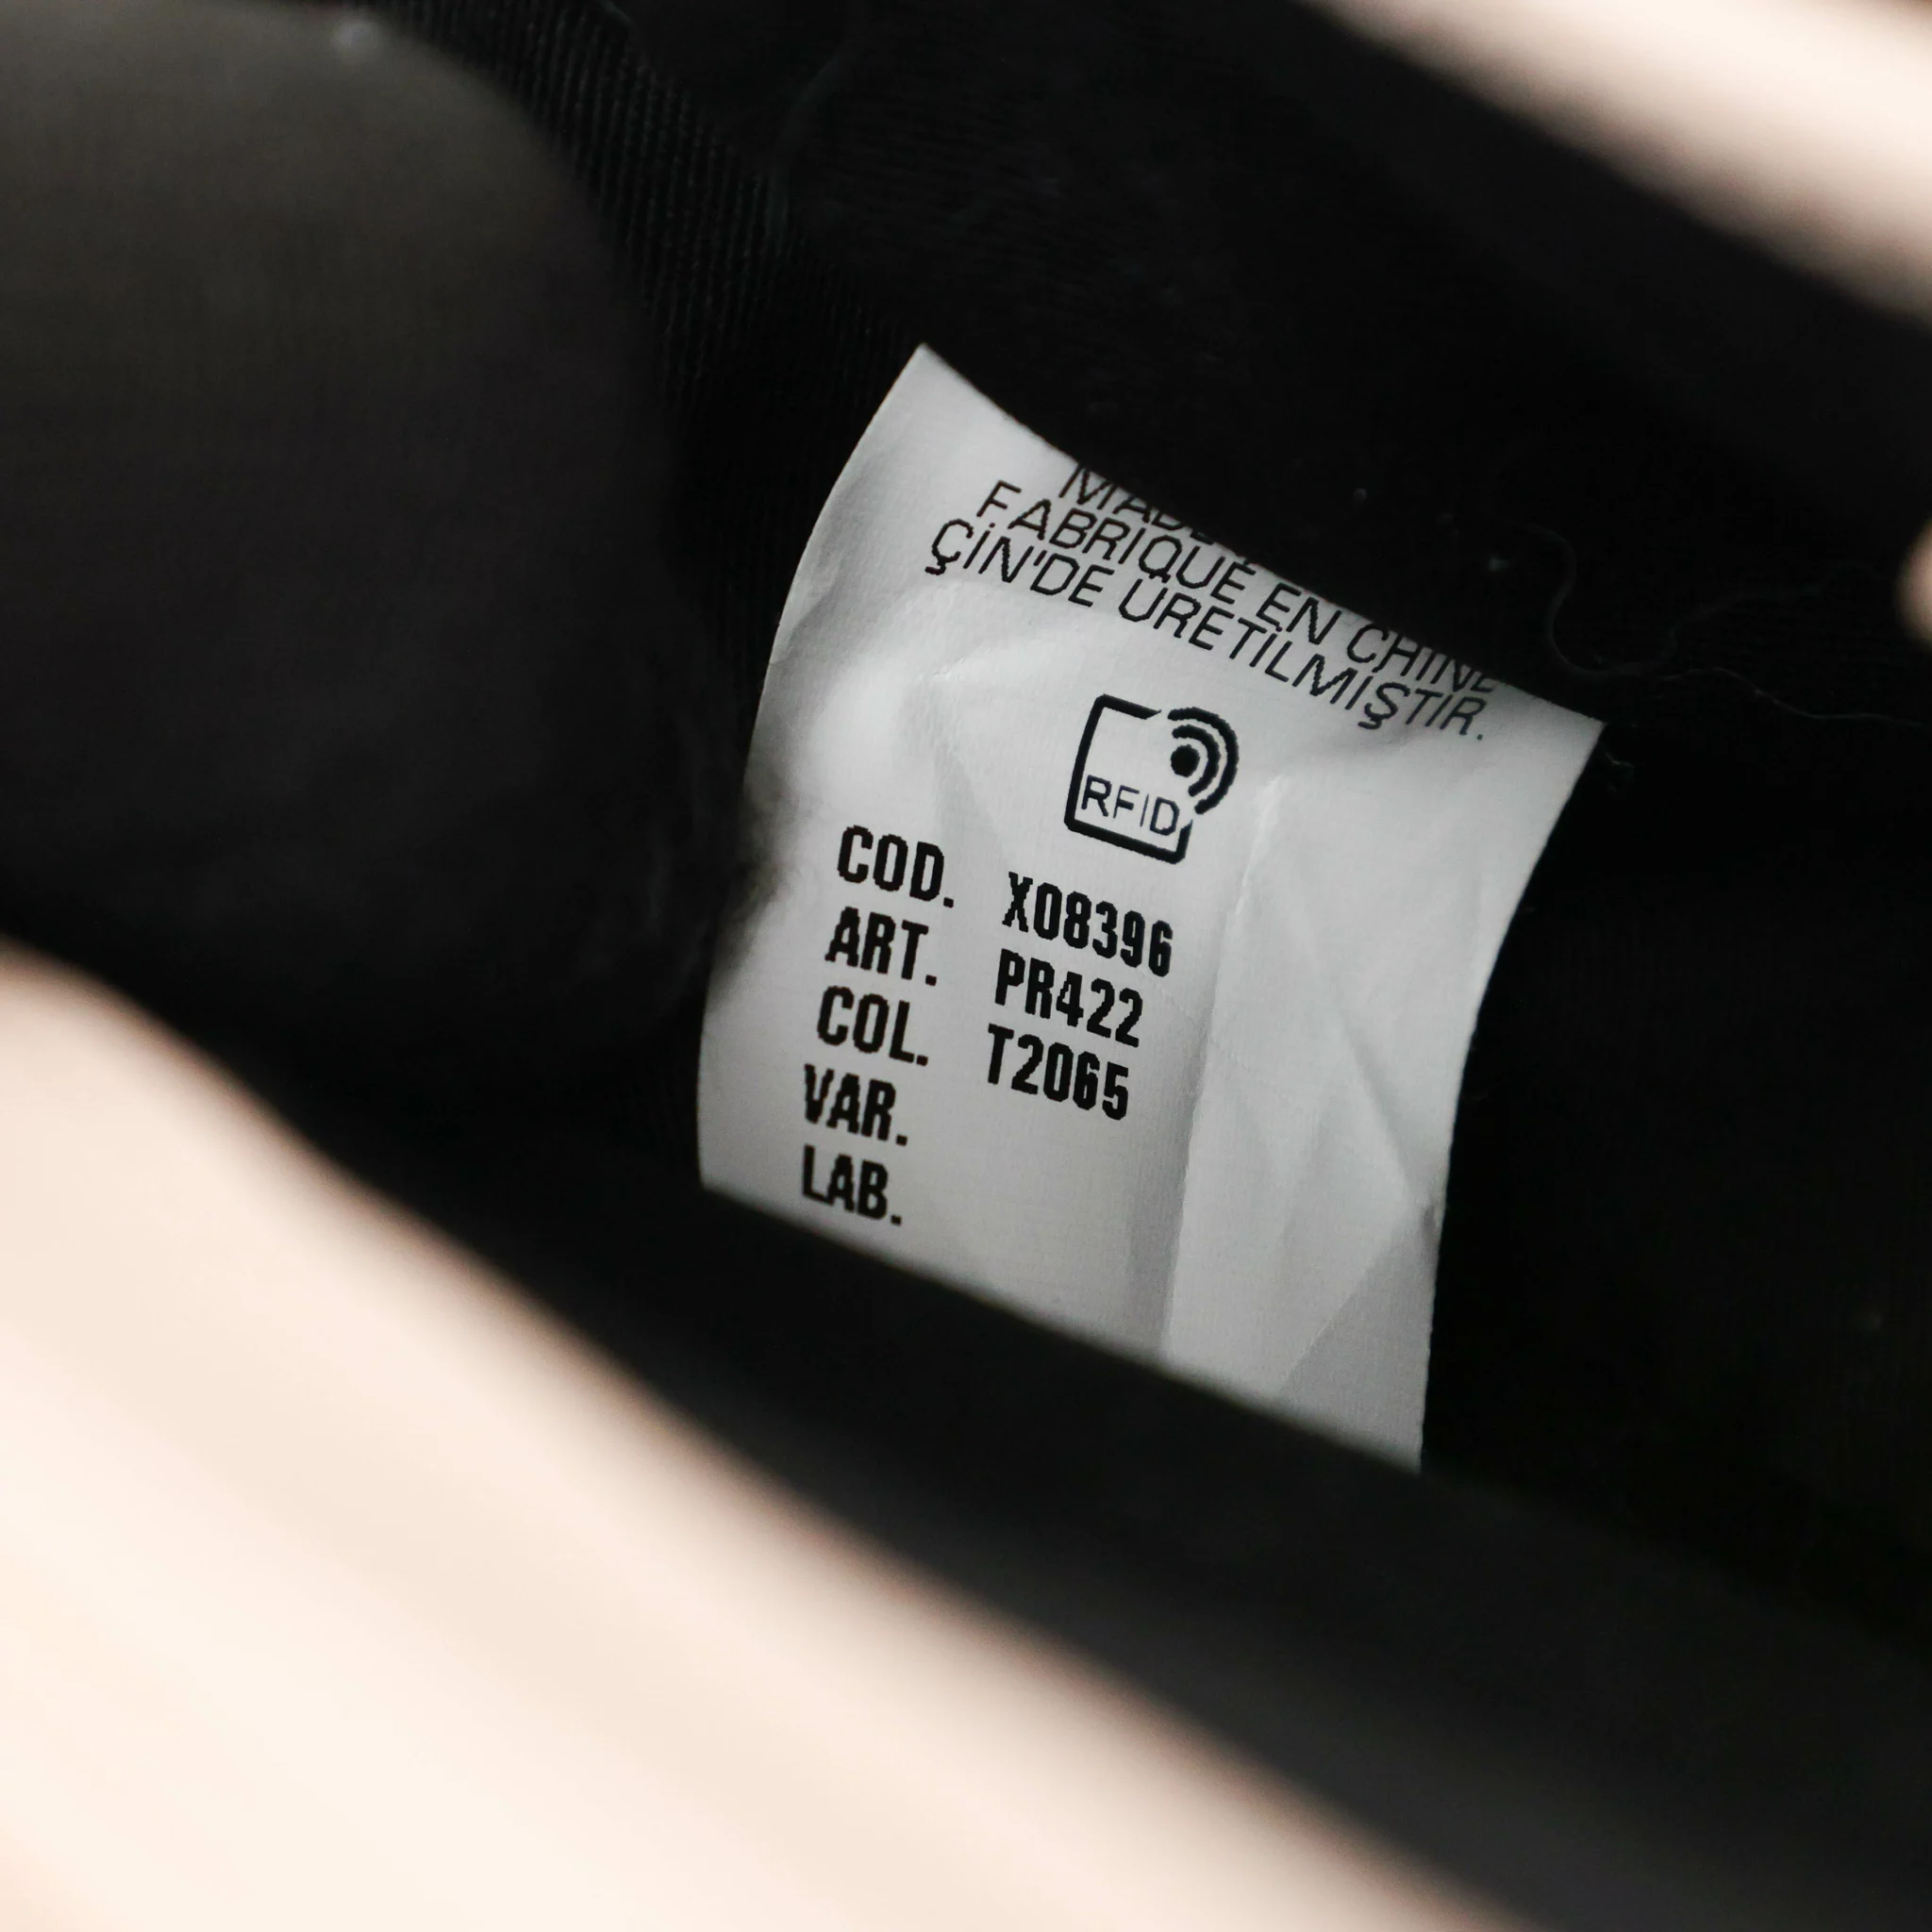 FABRIQUE EN CHINE
ÇİN'DE ÜRETİLMİŞTİR.
RFID
COD. X08396
ART. PR422
COL. T2065
VAR.
LAB.